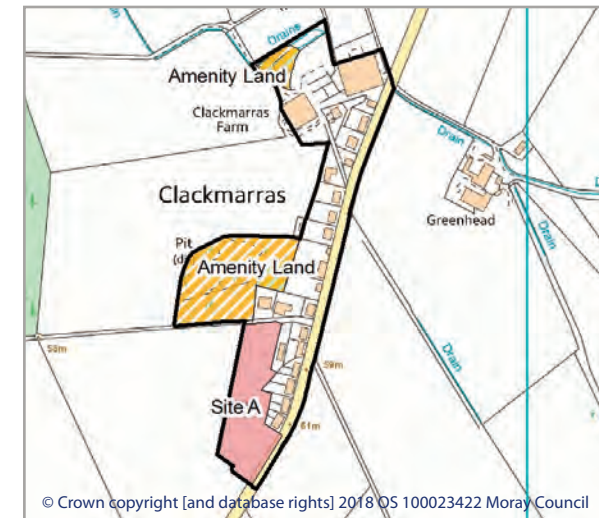 Drains
Amenity Land
Clackmarras
Farm
Drain
Clackmarras
Greenhead
Drain
Pit
Amenity Land
58m
Drain
59m
Site A
61m
© Crown copyright [and database rights] 2018 OS 100023422 Moray Council